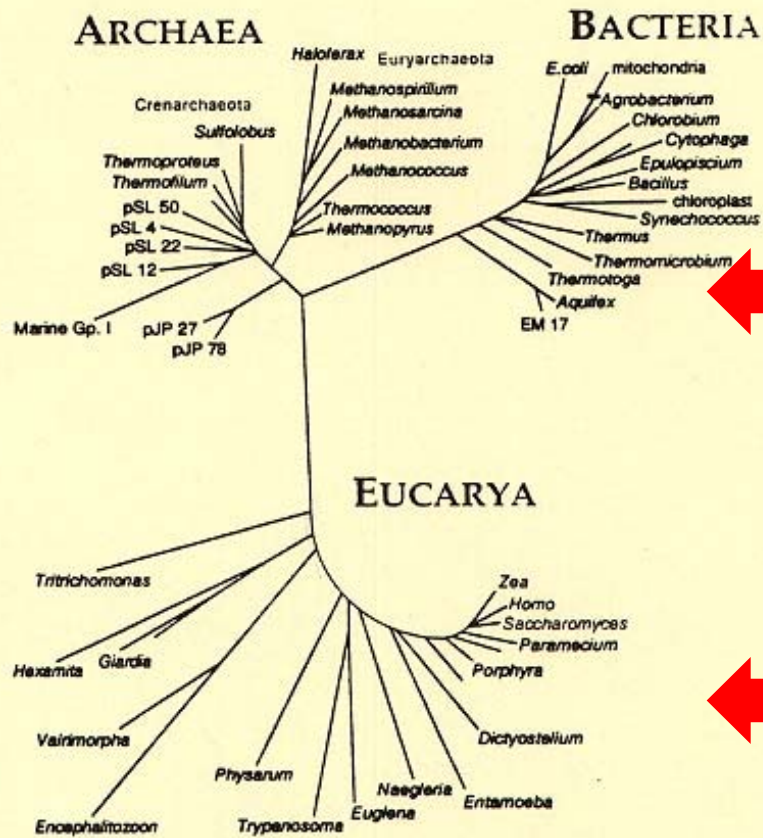 ARCHAEA
BACTERIA
Haloferax
Euryarchaeota
E.coli
mitochondria
Methanospirillum
Agrobacterium
Crenarchaeota
Methanosarcina
Chlorobium
Sulfolobus
Cytophaga
Methanobacterium
Thermoproteus
Epulopiscium
Methanococcus
Thermofilum
Bacillus
pSL 50
chloroplast
Thermococcus
pSL 4
Synechococcus
Methanopyrus
pSL 22
Thermus
pSL 12
Thermomicrobium
Thermotoga
Aquifex
Marine Gp. I
pJP 27
EM 17
pJP 78
EUCARYA
Tritrichomonas
Zea
Homo
Saccharomyces
Paramecium
Giardia
Hexamita
Porphyra
Vairimorpha
Dictyostelium
Physarum
Naegleria
Entamoeba
Euglena
Encephalitozoon
Trypanosoma